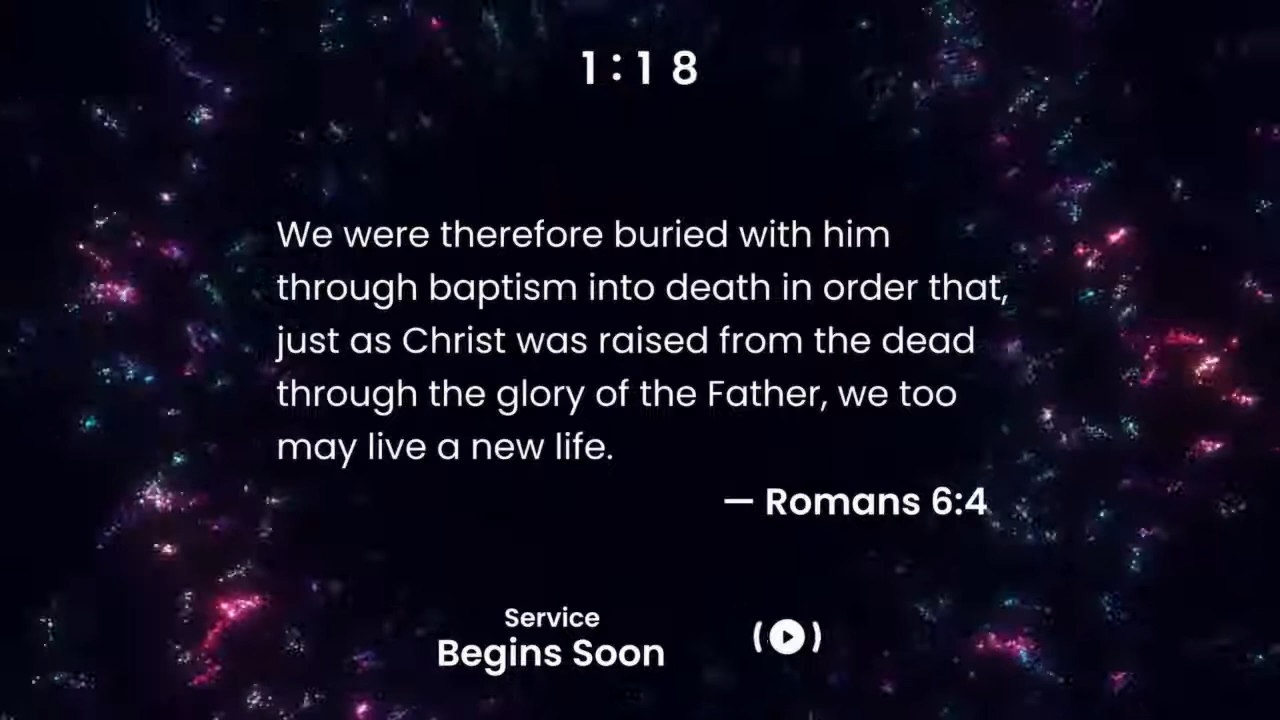 1:18
We were therefore buried with him
through baptism into death in order that,
just as Christ was raised from the dead
through the glory of the Father, we too
may live a new life.
— Romans 6:4
Service
Begins Soon